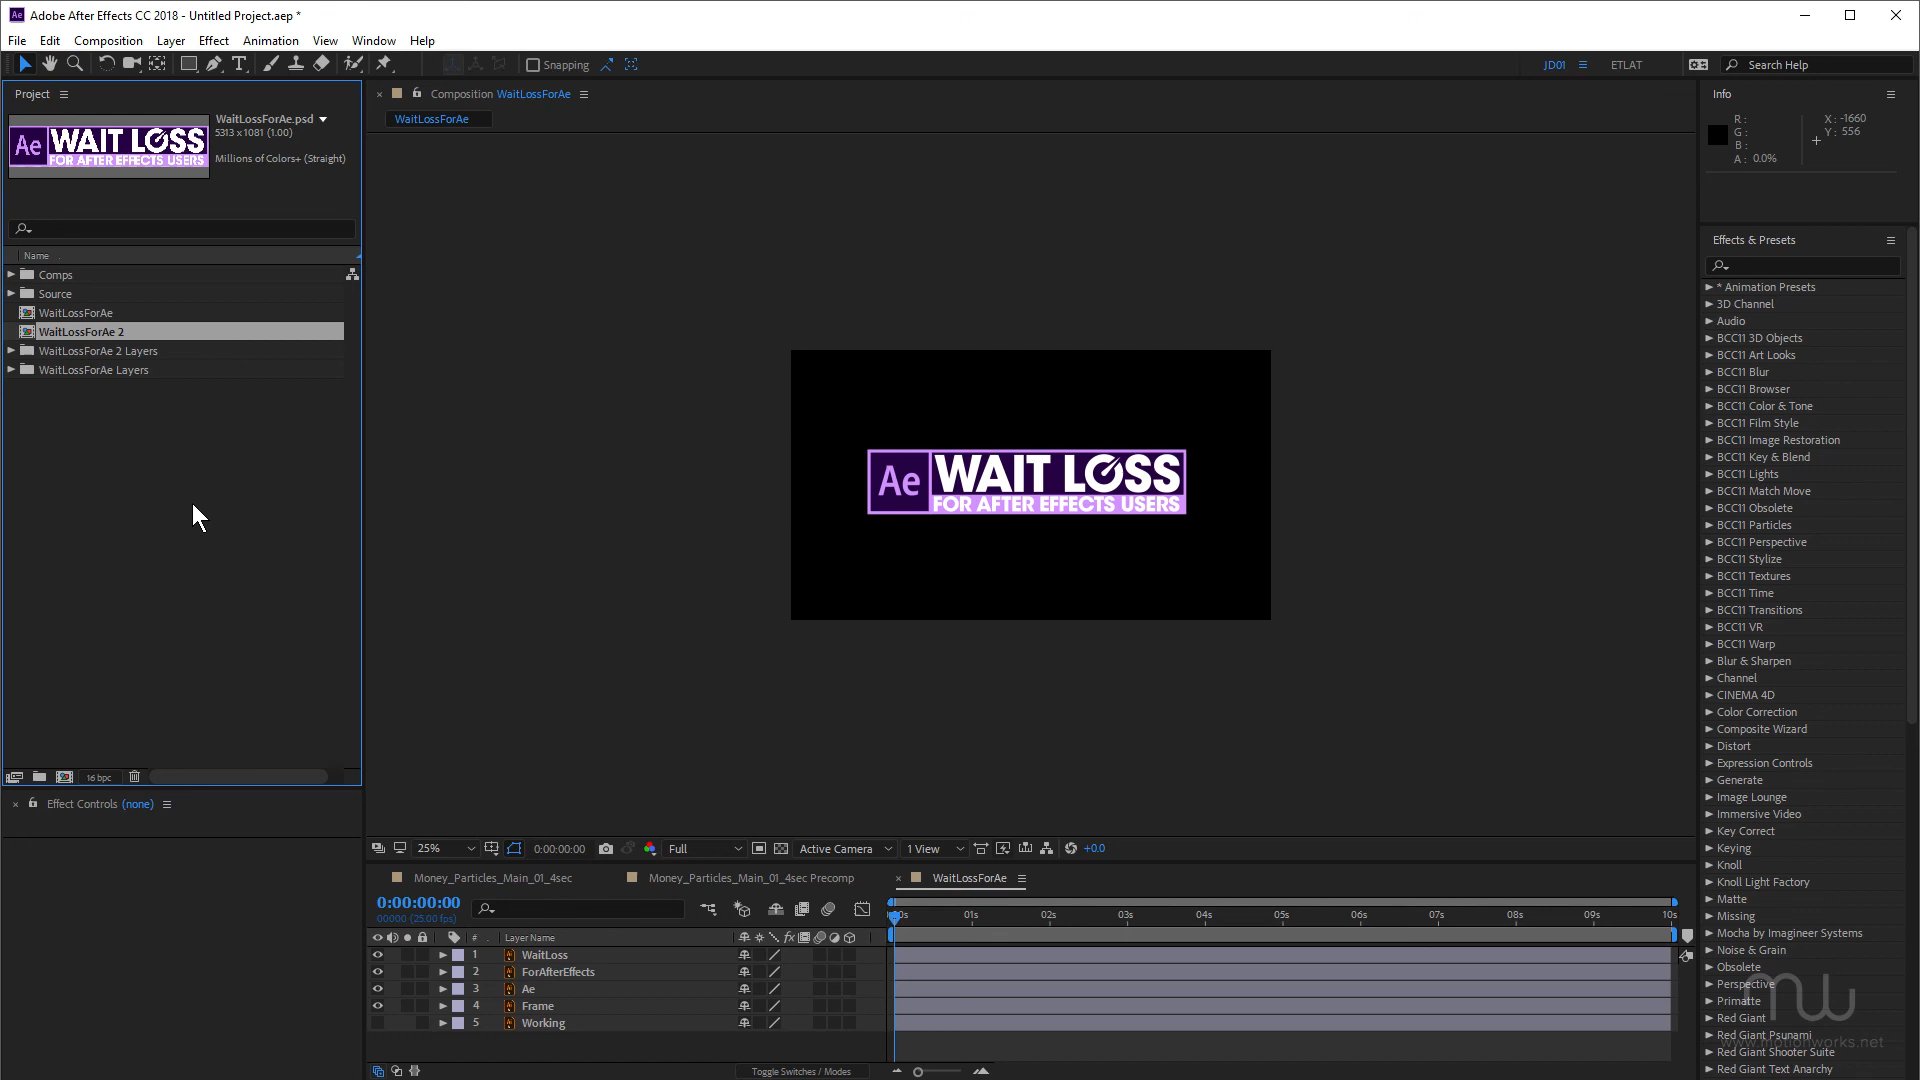 Adobe After Effects CC 2018 - Untitled Project.aep *
File Edit Composition Layer Effect Animation View Window Help
Snapping
JD01
ETLAT
Search Help
Project
WaitLossForAe.psd
5313 x1081 (1.00)
Millions of Colors+ (Straight)
Ae WAIT LOSS
FOR AFTER EFFECTS USERS
Name
Comps
Source
WaitLossForAe
WaitLossForAe 2
WaitLossForAe 2 Layers
WaitLossForAe Layers
16 bpc
Effect Controls (none)
Composition WaitLossForAe
WaitLossForAe
Ae WAIT LOSS
FOR AFTER EFFECTS USERS
25%
0:00:00:00
Full
Active Camera
1 View
+0.0
Money_Particles_Main_01_4sec
Money_Particles_Main_01_4sec Precomp
WaitLossForAe
0:00:00:00
00000 (25.00 fps)
# Layer Name
1 WaitLoss
2 ForAfterEffects
3 Ae
4 Frame
5 Working
01s 02s 03s 04s 05s 06s 07s 08s 09s 10s
Toggle Switches / Modes
Info
R :
G :
B :
A : 0.0%
X : -1660
Y : 556
Effects & Presets
* Animation Presets
3D Channel
Audio
BCC11 3D Objects
BCC11 Art Looks
BCC11 Blur
BCC11 Browser
BCC11 Color & Tone
BCC11 Film Style
BCC11 Image Restoration
BCC11 Key & Blend
BCC11 Lights
BCC11 Match Move
BCC11 Obsolete
BCC11 Particles
BCC11 Perspective
BCC11 Stylize
BCC11 Textures
BCC11 Time
BCC11 Transitions
BCC11 VR
BCC11 Warp
Blur & Sharpen
Channel
CINEMA 4D
Color Correction
Composite Wizard
Distort
Expression Controls
Generate
Image Lounge
Immersive Video
Key Correct
Keying
Knoll
Knoll Light Factory
Matte
Missing
Mocha by Imagineer Systems
Noise & Grain
Obsolete
Perspective
Primatte
Red Giant
Red Giant Psunami
Red Giant Shooter Suite
Red Giant Text Anarchy
mw
www.motionworks.net